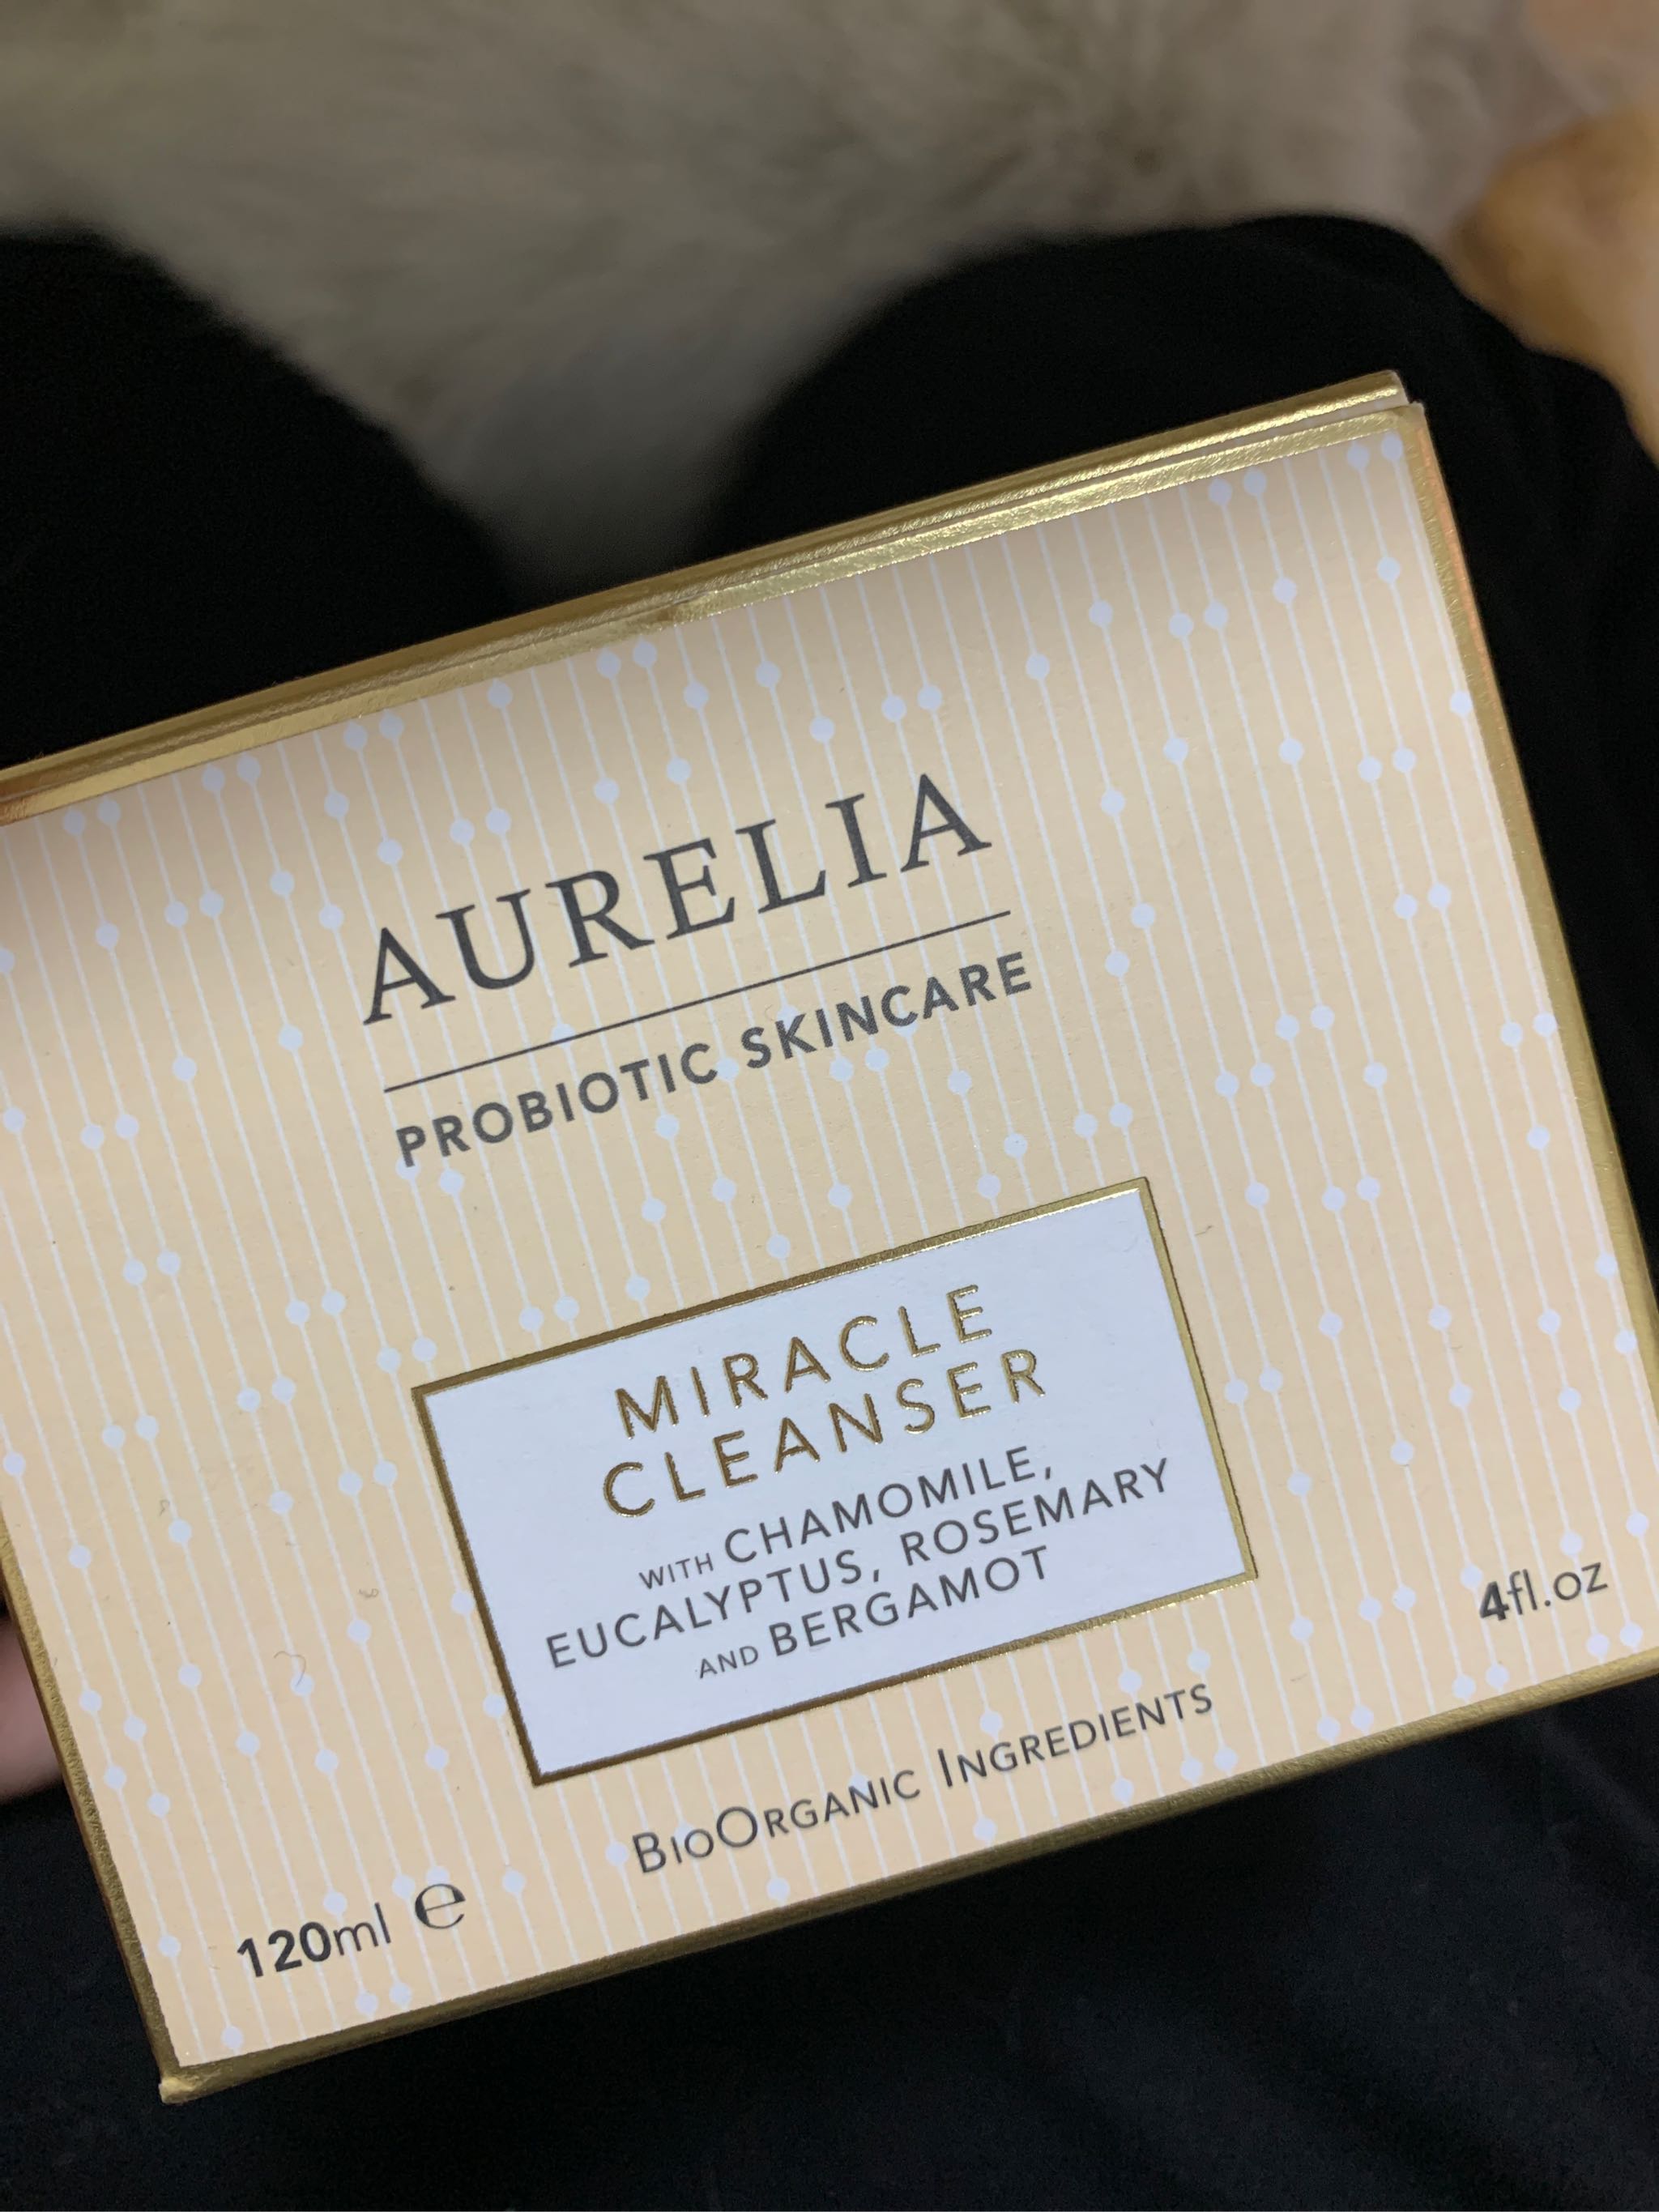 AURELIA
PROBIOTIC SKINCARE
MIRACLE
CLEANSER
WITH CHAMOMILE,
EUCALYPTUS, ROSEMARY
AND BERGAMOT
4fl.oz
BIOORGANIC INGREDIENTS
120ml e